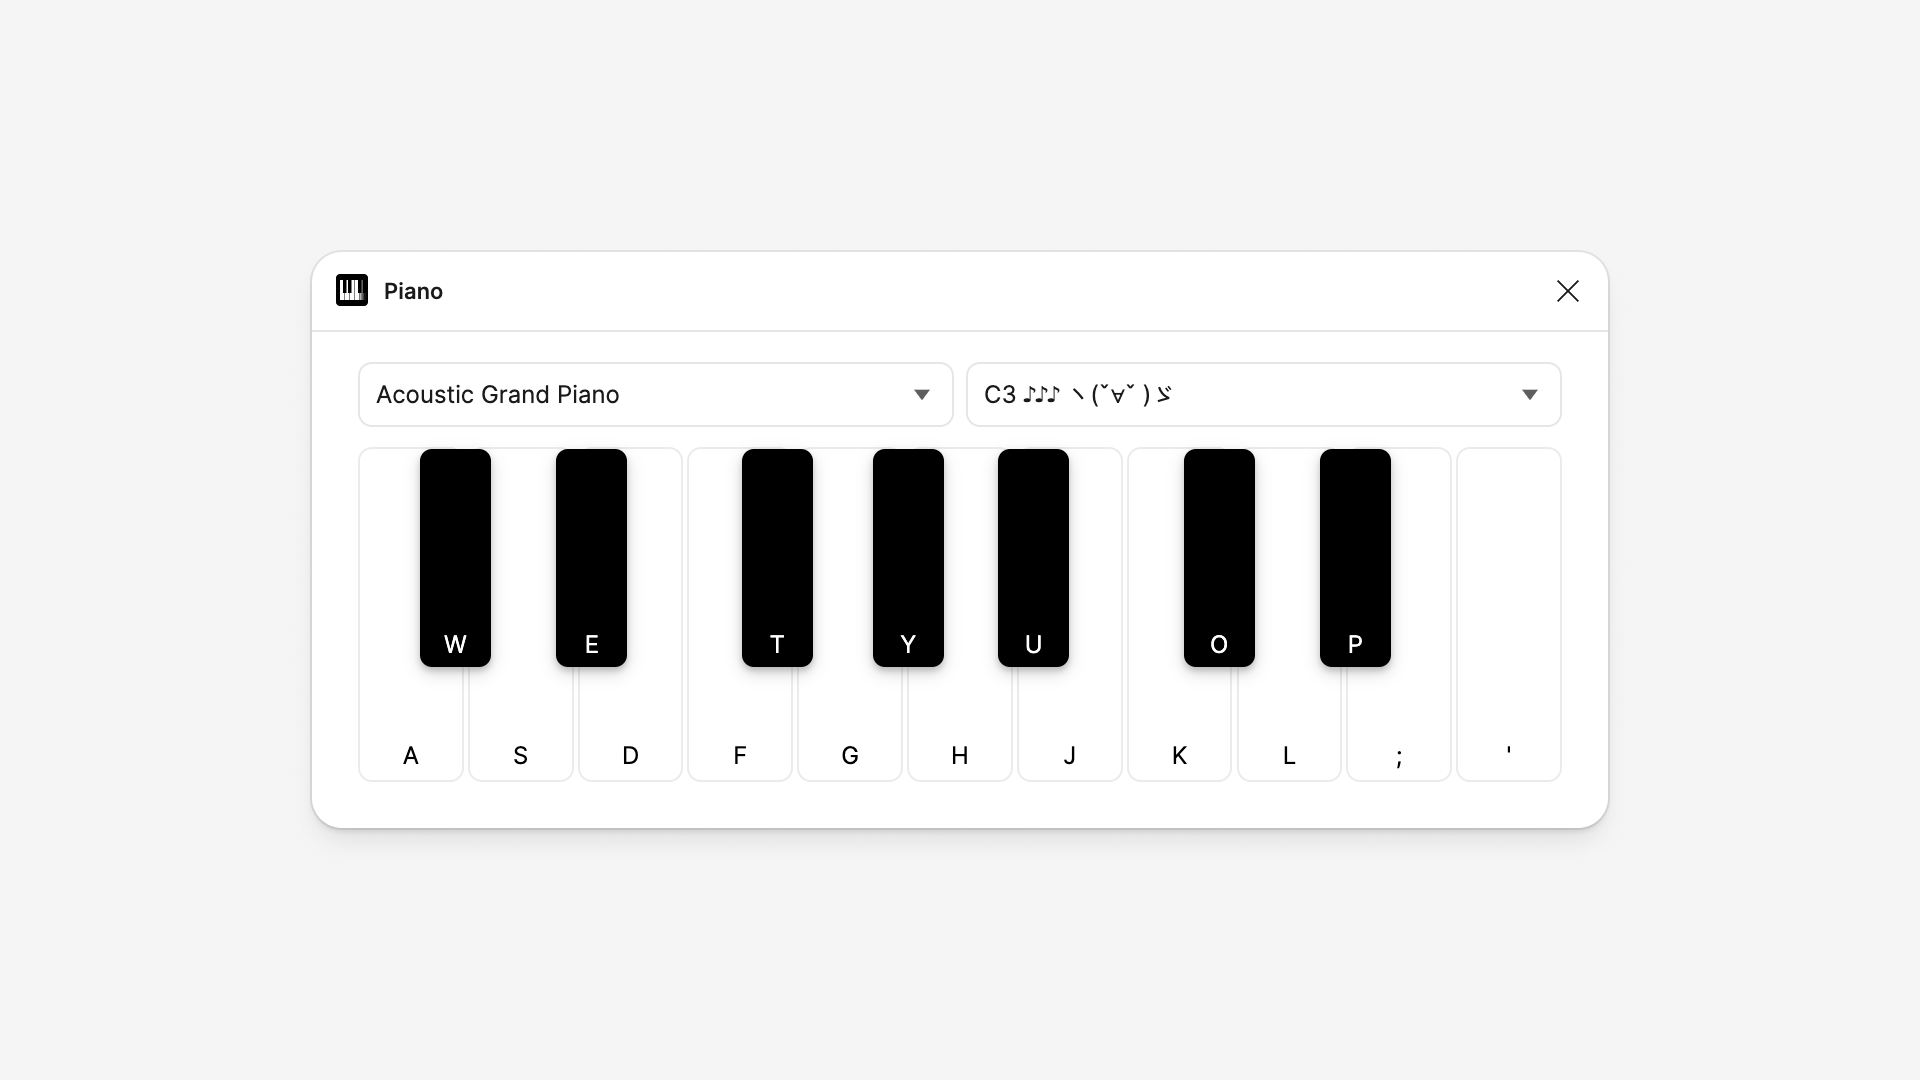 Piano
Acoustic Grand Piano
C3 ♪♪♪ ヽ(ˇ∀ˇ )ゞ
W E T Y U O P
A S D F G H J K L ; '